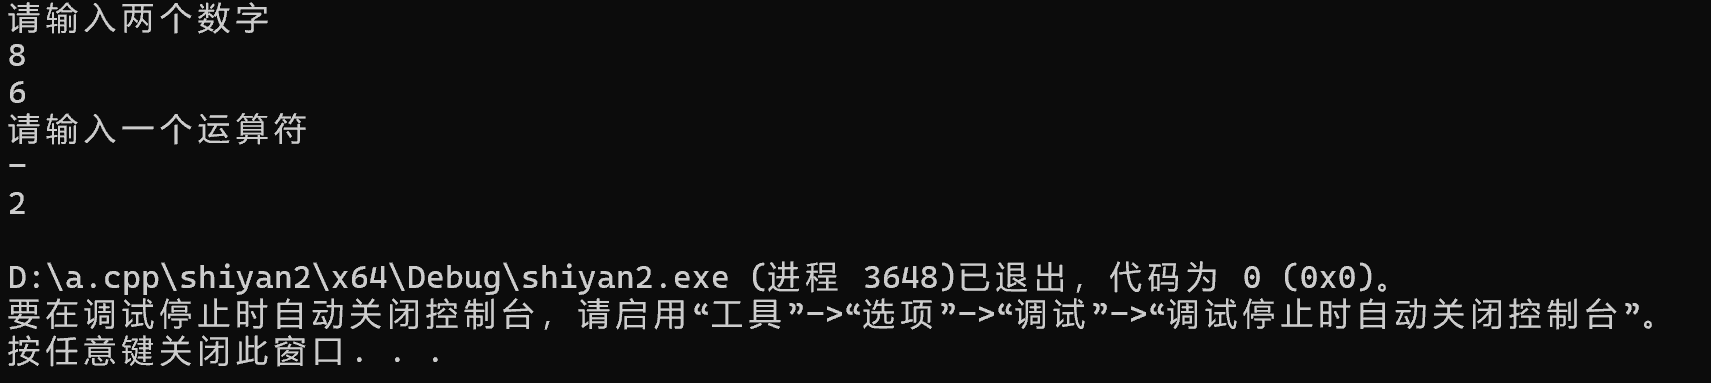 请输入两个数字
8
6
请输入一个运算符
-
2
D:\a.cpp\shiyan2\x64\Debug\shiyan2.exe (进程 3648)已退出，代码为 0 (0x0)。
要在调试停止时自动关闭控制台，请启用“工具”->“选项”->“调试”->“调试停止时自动关闭控制台”。
按任意键关闭此窗口. . .